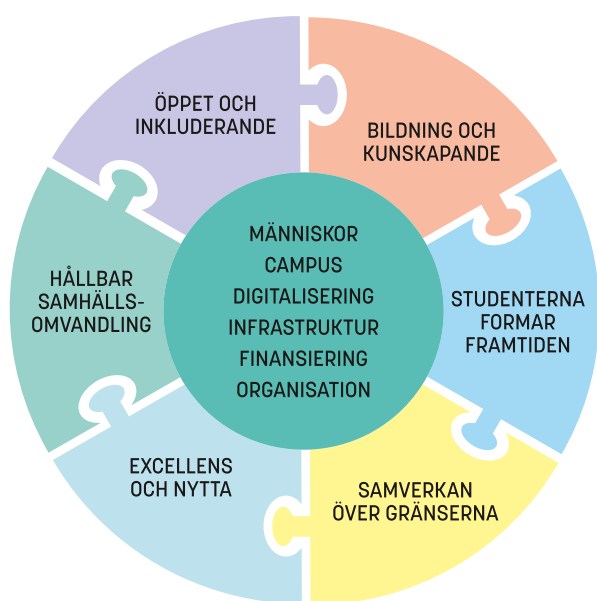 ÖPPET OCH
INKLUDERANDE
BILDNING OCH
KUNSKAPANDE
STUDENTERNA
FORMAR
FRAMTIDEN
SAMVERKAN
ÖVER GRÄNSERNA
EXCELLENS
OCH NYTTA
HÅLLBAR
SAMHÄLLS-
OMVANDLING
MÄNNISKOR
CAMPUS
DIGITALISERING
INFRASTRUKTUR
FINANSIERING
ORGANISATION